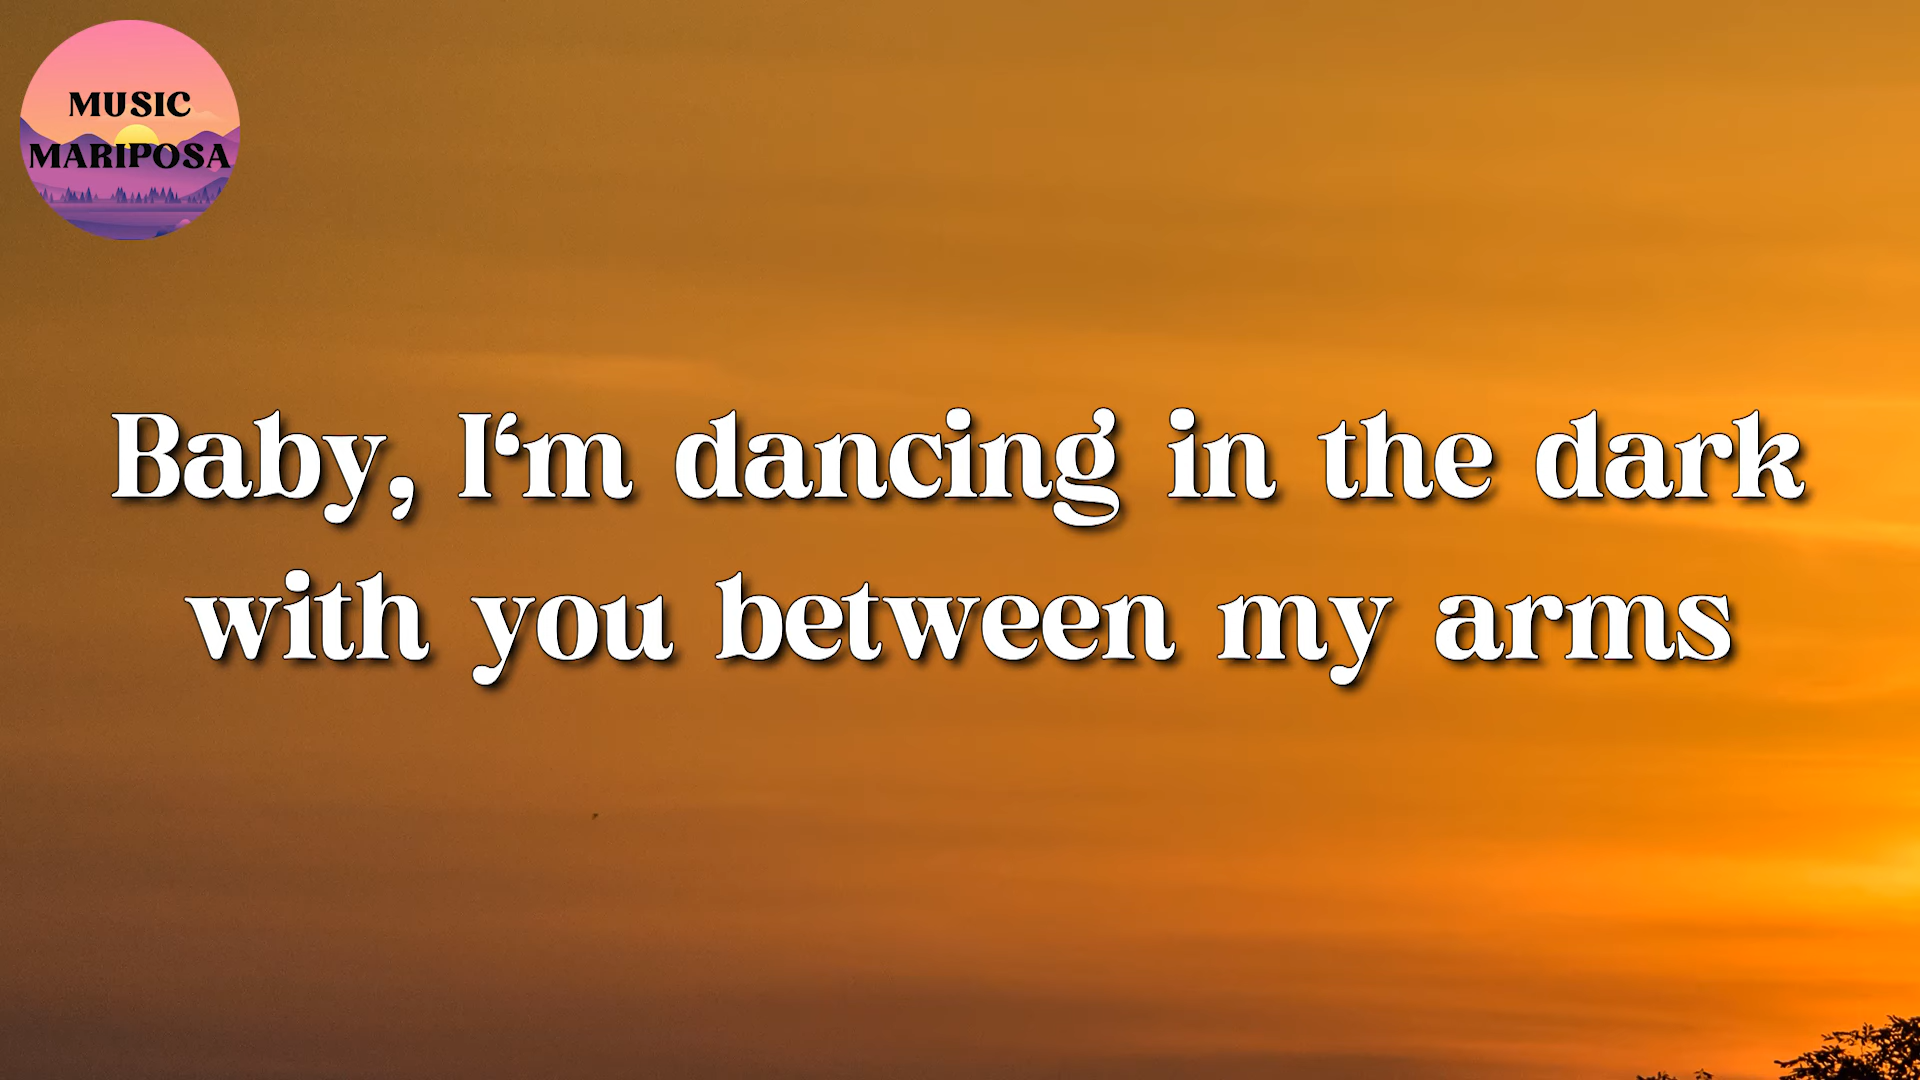 MUSIC
MARIPOSA
Baby, I‘m dancing in the dark
with you between my arms